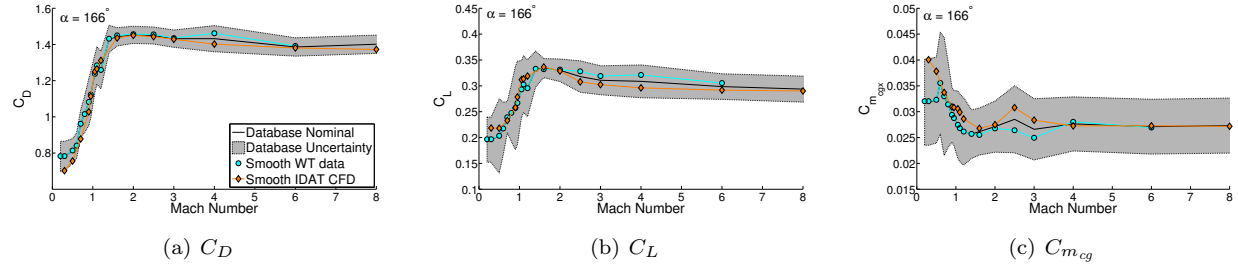 α = 166°
C_D
1.6
1.4
1.2
1
0.8
0.6
0 1 2 3 4 5 6 7 8
Mach Number
Database Nominal
Database Uncertainty
Smooth WT data
Smooth IDAT CFD
(a) C_D
α = 166°
C_L
0.45
0.4
0.35
0.3
0.25
0.2
0.15
0.1
0 1 2 3 4 5 6 7 8
Mach Number
(b) C_L
α = 166°
C_m_cgx
0.05
0.045
0.04
0.035
0.03
0.025
0.02
0.015
0 1 2 3 4 5 6 7 8
Mach Number
(c) C_m_cg